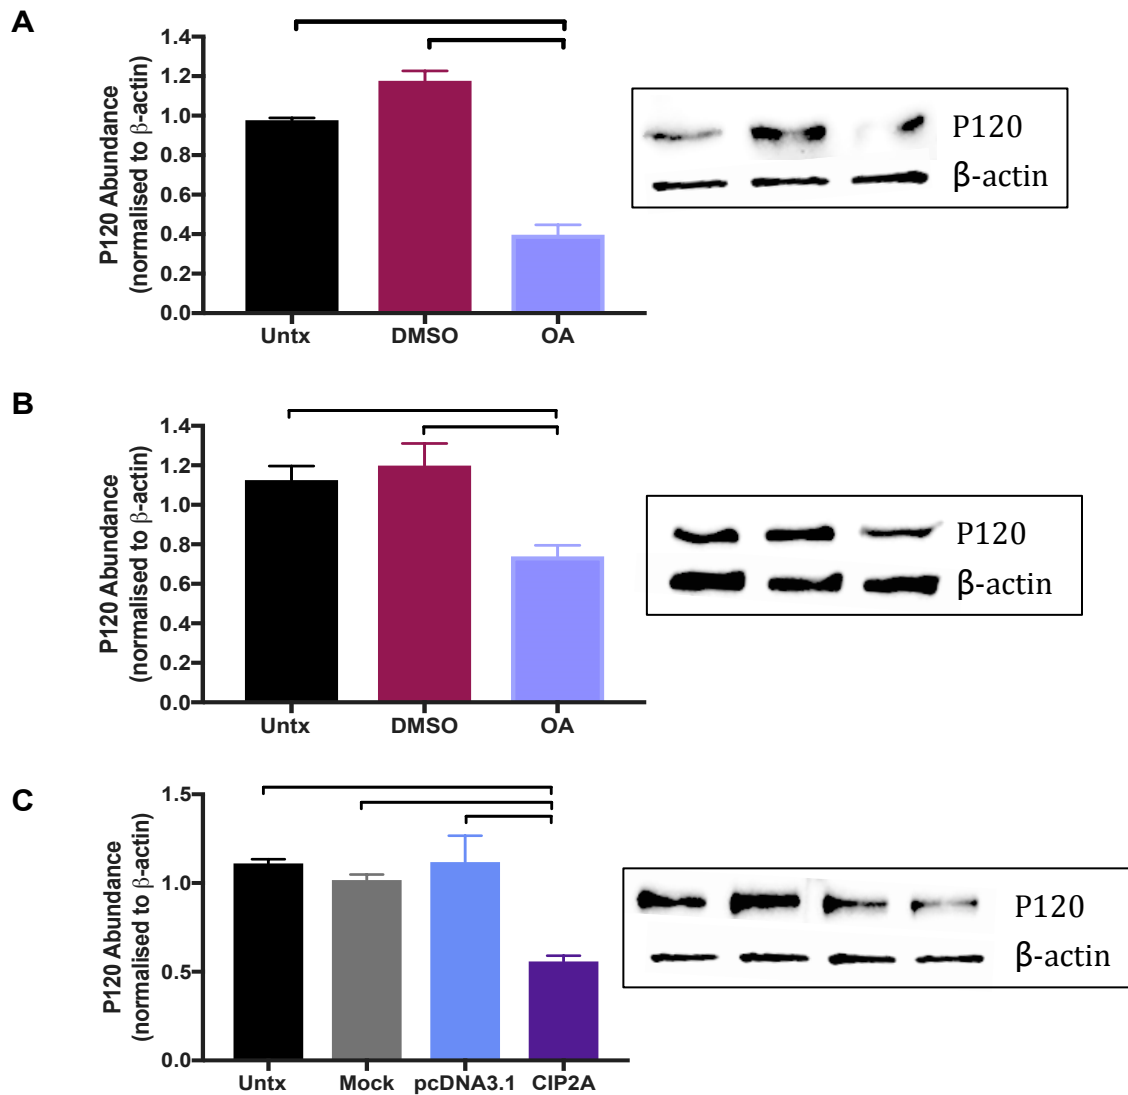 A
P120 Abundance
(normalised to β-actin)
1.4
1.2
1.0
0.8
0.6
0.4
0.2
0.0
Untx DMSO OA
P120
β-actin
B
P120 Abundance
(normalised to β-actin)
1.4
1.2
1.0
0.8
0.6
0.4
0.2
0.0
Untx DMSO OA
P120
β-actin
C
P120 Abundance
(normalised to β-actin)
1.5
1.0
0.5
0.0
Untx Mock pcDNA3.1 CIP2A
P120
β-actin